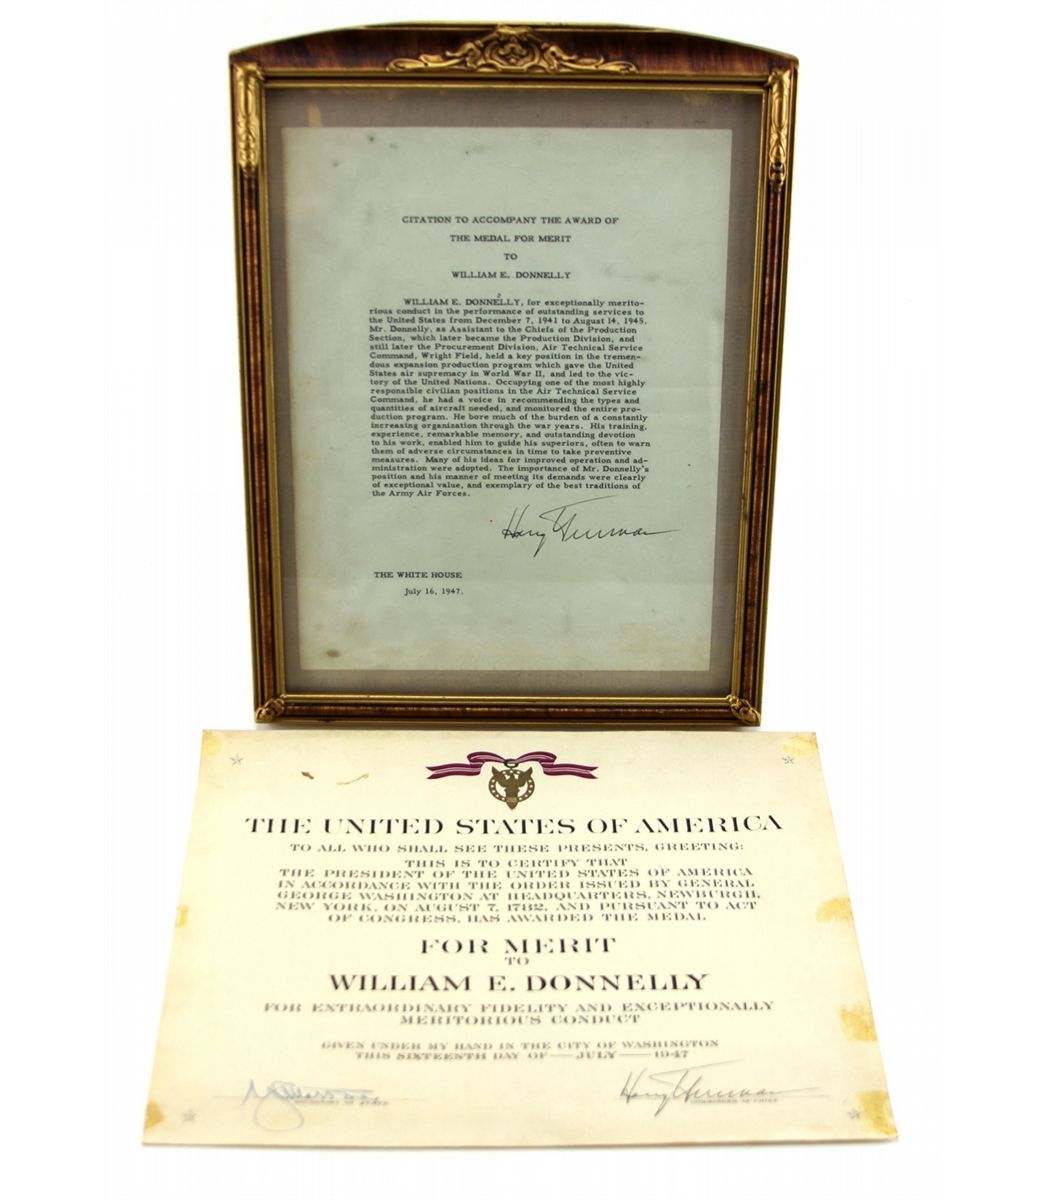 CITATION TO ACCOMPANY THE AWARD OF
THE MEDAL FOR MERIT
TO
WILLIAM E. DONNELLY
WILLIAM E. DONNELLY, for exceptionally merito-
rious conduct in the performance of outstanding services to
the United States from December 7, 1941 to August 14, 1945.
Mr. Donnelly, as Assistant to the Chiefs of the Production
Section, which later became the Production Division, and
still later the Procurement Division, Air Technical Service
Command, Wright Field, held a key position in the tremen-
dous expansion production program which gave the United
States air supremacy in World War II, and led to the vic-
tory of the United Nations. Occupying one of the most highly
responsible civilian positions in the Air Technical Service
Command, he had a voice in recommending the types and
quantities of aircraft needed, and monitored the entire pro-
duction program. He bore much of the burden of a constantly
increasing organization through the war years. His training,
experience, remarkable memory, and outstanding devotion
to his work, enabled him to guide his superiors, often to warn
them of adverse circumstances in time to take preventive
measures. Many of his ideas for improved operation and ad-
ministration were adopted. The importance of Mr. Donnelly's
position and his manner of meeting its demands were clearly
of exceptional value, and exemplary of the best traditions of
the Army Air Forces.
Harry Truman
THE WHITE HOUSE
July 16, 1947.
THE UNITED STATES OF AMERICA
TO ALL WHO SHALL SEE THESE PRESENTS, GREETING:
THIS IS TO CERTIFY THAT
THE PRESIDENT OF THE UNITED STATES OF AMERICA
IN ACCORDANCE WITH THE ORDER ISSUED BY GENERAL
GEORGE WASHINGTON AT HEADQUARTERS, NEWBURGH,
NEW YORK, ON AUGUST 7, 1782, AND PURSUANT TO ACT
OF CONGRESS, HAS AWARDED THE MEDAL
FOR MERIT
TO
WILLIAM E. DONNELLY
FOR EXTRAORDINARY FIDELITY AND EXCEPTIONALLY
MERITORIOUS CONDUCT
GIVEN UNDER MY HAND IN THE CITY OF WASHINGTON
THIS SIXTEENTH DAY OF — JULY — 1947
Harry Truman
SECRETARY OF STATE
COMMANDER IN CHIEF